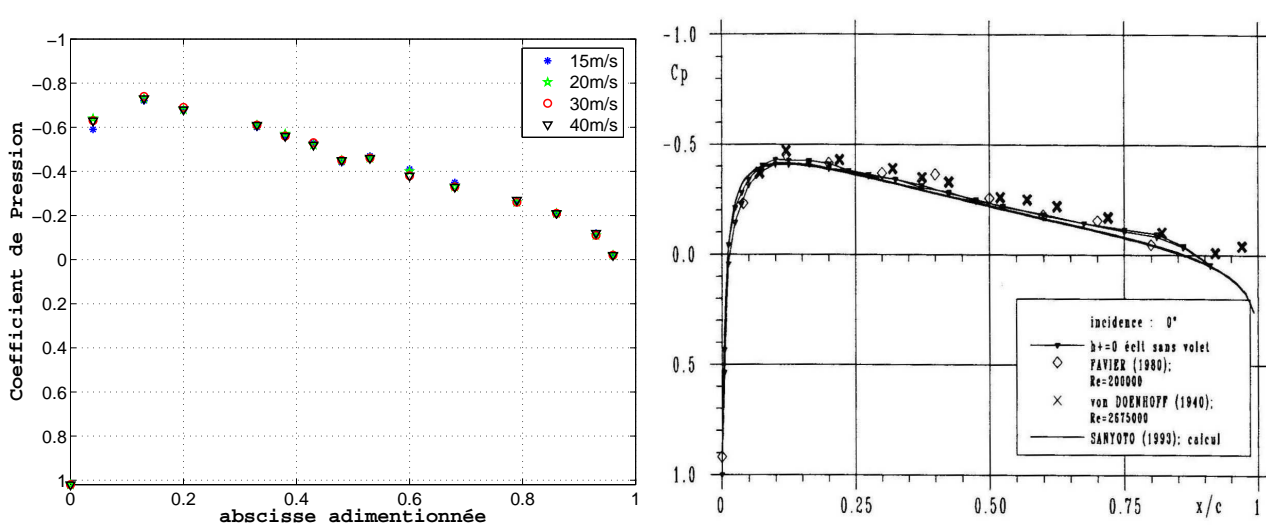 −1
−0.8
−0.6
−0.4
−0.2
0
0.2
0.4
0.6
0.8
1
0
0.2
0.4
0.6
0.8
1
Coefficient de Pression
abscisse adimentionnée
15m/s
20m/s
30m/s
40m/s
-1.0
Cp
-0.5
0.0
0.5
1.0
0
0.25
0.50
0.75
x/c
1
incidence : 0°
h+=0 éclt sans volet
FAVIER (1980);
Re=200000
von DOENHOFF (1940);
Re=2675000
SANYOTO (1993); calcul